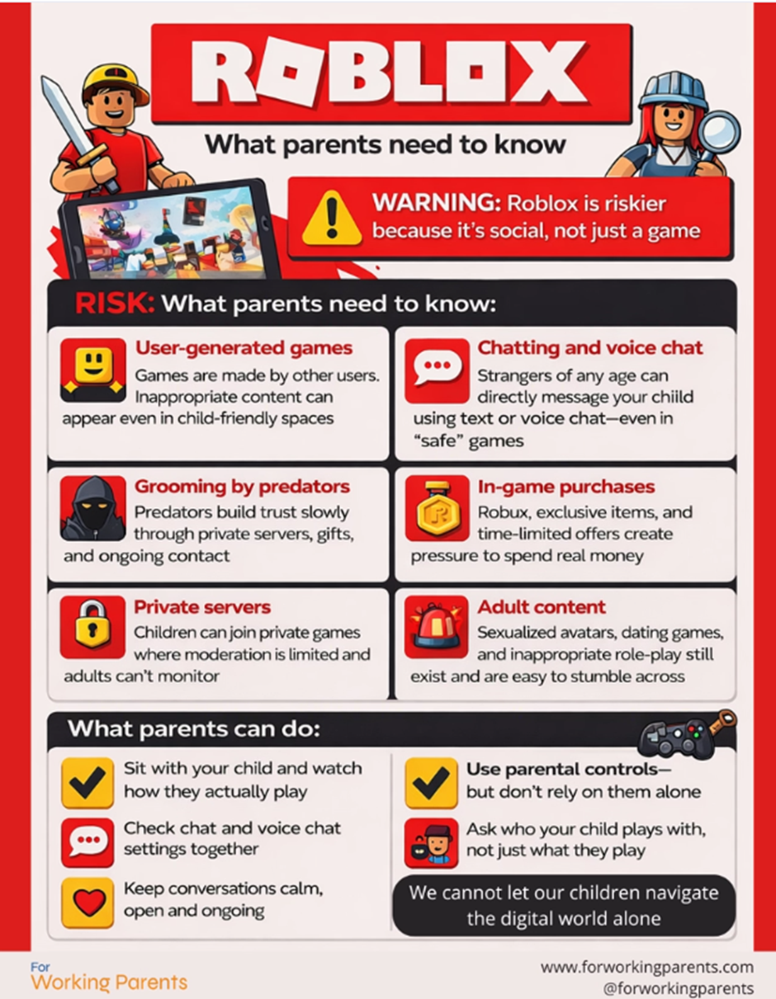 ROBLOX
What parents need to know
WARNING: Roblox is riskier
because it's social, not just a game
RISK: What parents need to know:
User-generated games
Games are made by other users.
Inappropriate content can
appear even in child-friendly spaces
Chatting and voice chat
Strangers of any age can
directly message your chiild
using text or voice chat—even in
“safe” games
Grooming by predators
Predators build trust slowly
through private servers, gifts,
and ongoing contact
In-game purchases
Robux, exclusive items, and
time-limited offers create
pressure to spend real money
Private servers
Children can join private games
where moderation is limited and
adults can't monitor
Adult content
Sexualized avatars, dating games,
and inappropriate role-play still
exist and are easy to stumble across
What parents can do:
Sit with your child and watch
how they actually play
Check chat and voice chat
settings together
Keep conversations calm,
open and ongoing
Use parental controls—
but don't rely on them alone
Ask who your child plays with,
not just what they play
We cannot let our children navigate
the digital world alone
For
Working Parents
www.forworkingparents.com
@forworkingparents